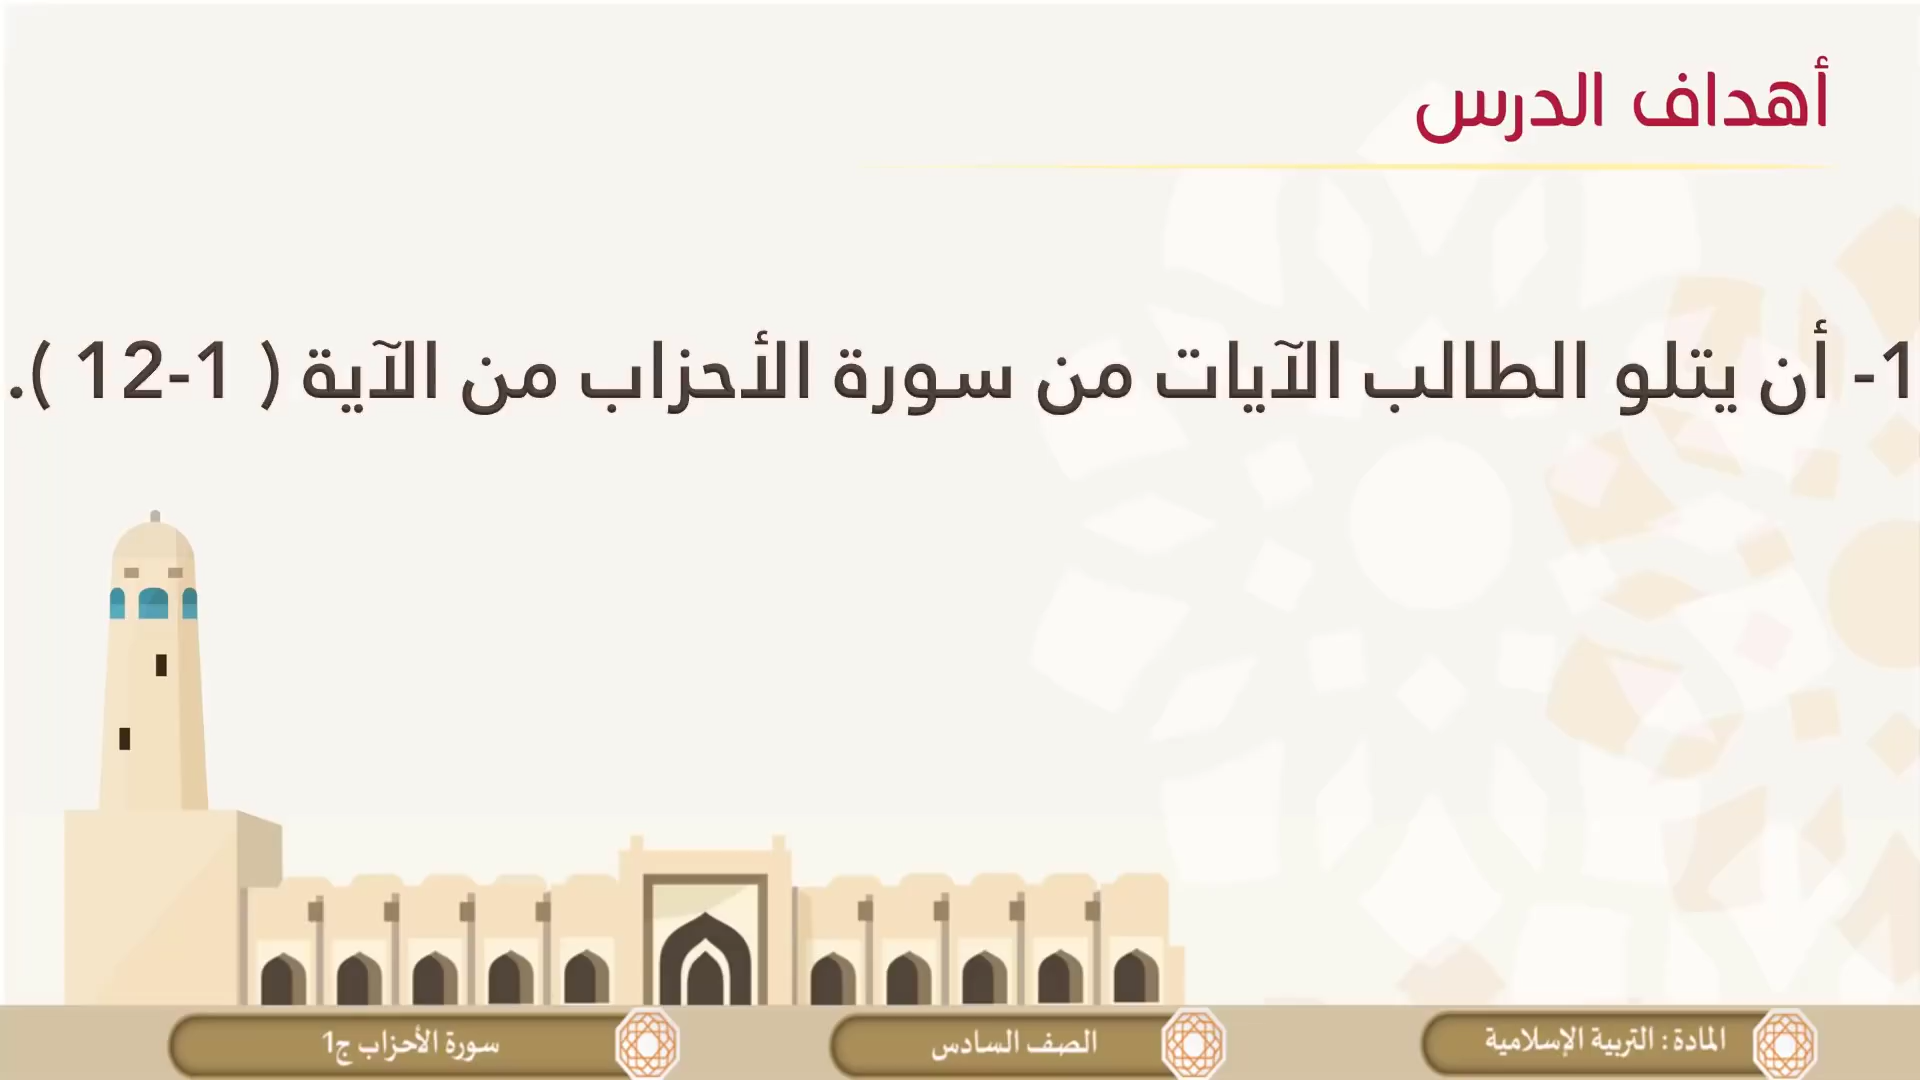 أهداف الدرس
1- أن يتلو الطالب الآيات من سورة الأحزاب من الآية ( 1-12 ).
المادة : التربية الإسلامية
الصف السادس
سورة الأحزاب ج1